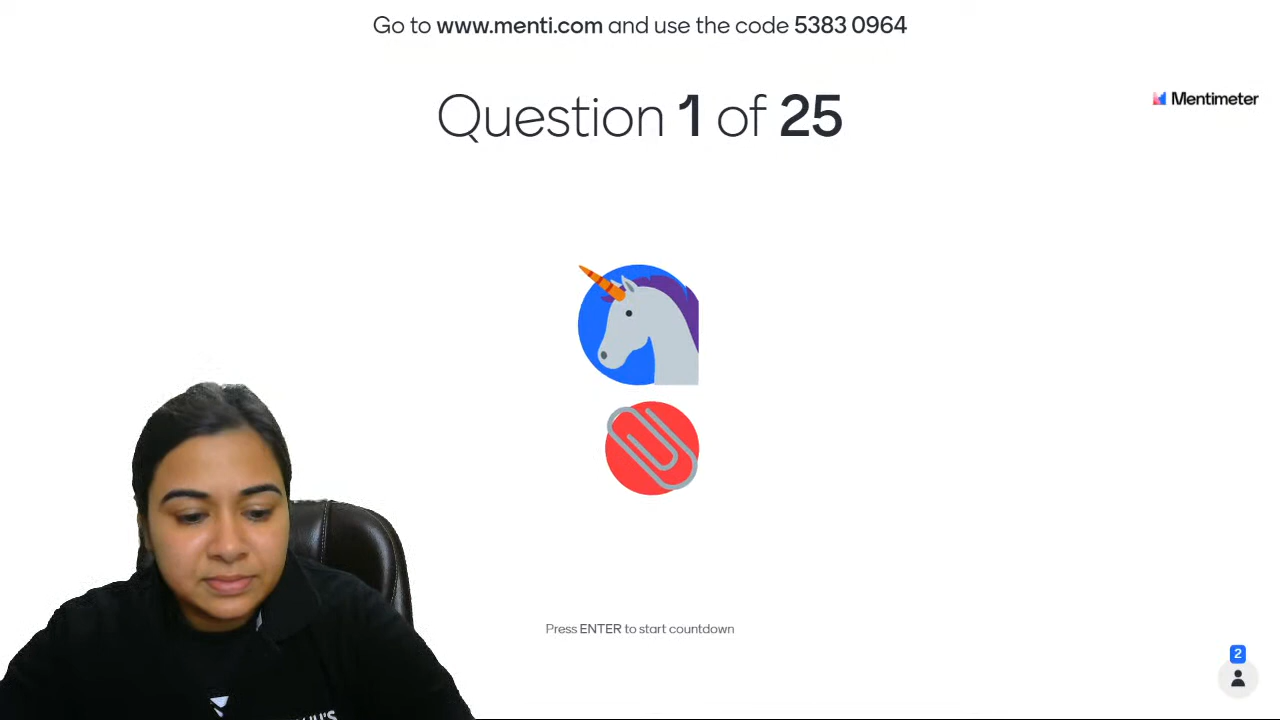 Go to www.menti.com and use the code 5383 0964
Question 1 of 25
Mentimeter
Press ENTER to start countdown
2